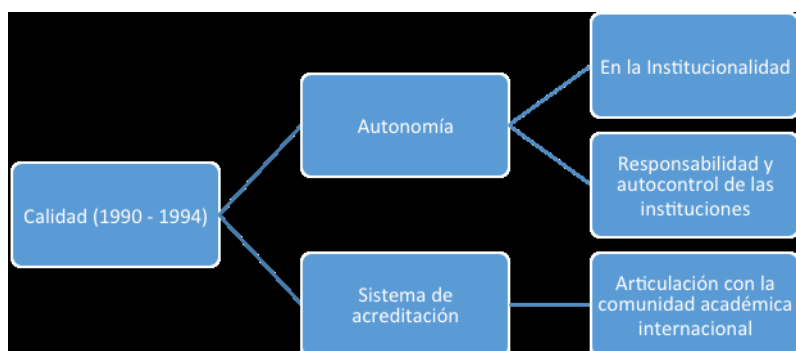 Calidad (1990 - 1994)
Autonomía
En la Institucionalidad
Responsabilidad y
autocontrol de las
instituciones
Sistema de
acreditación
Articulación con la
comunidad académica
internacional